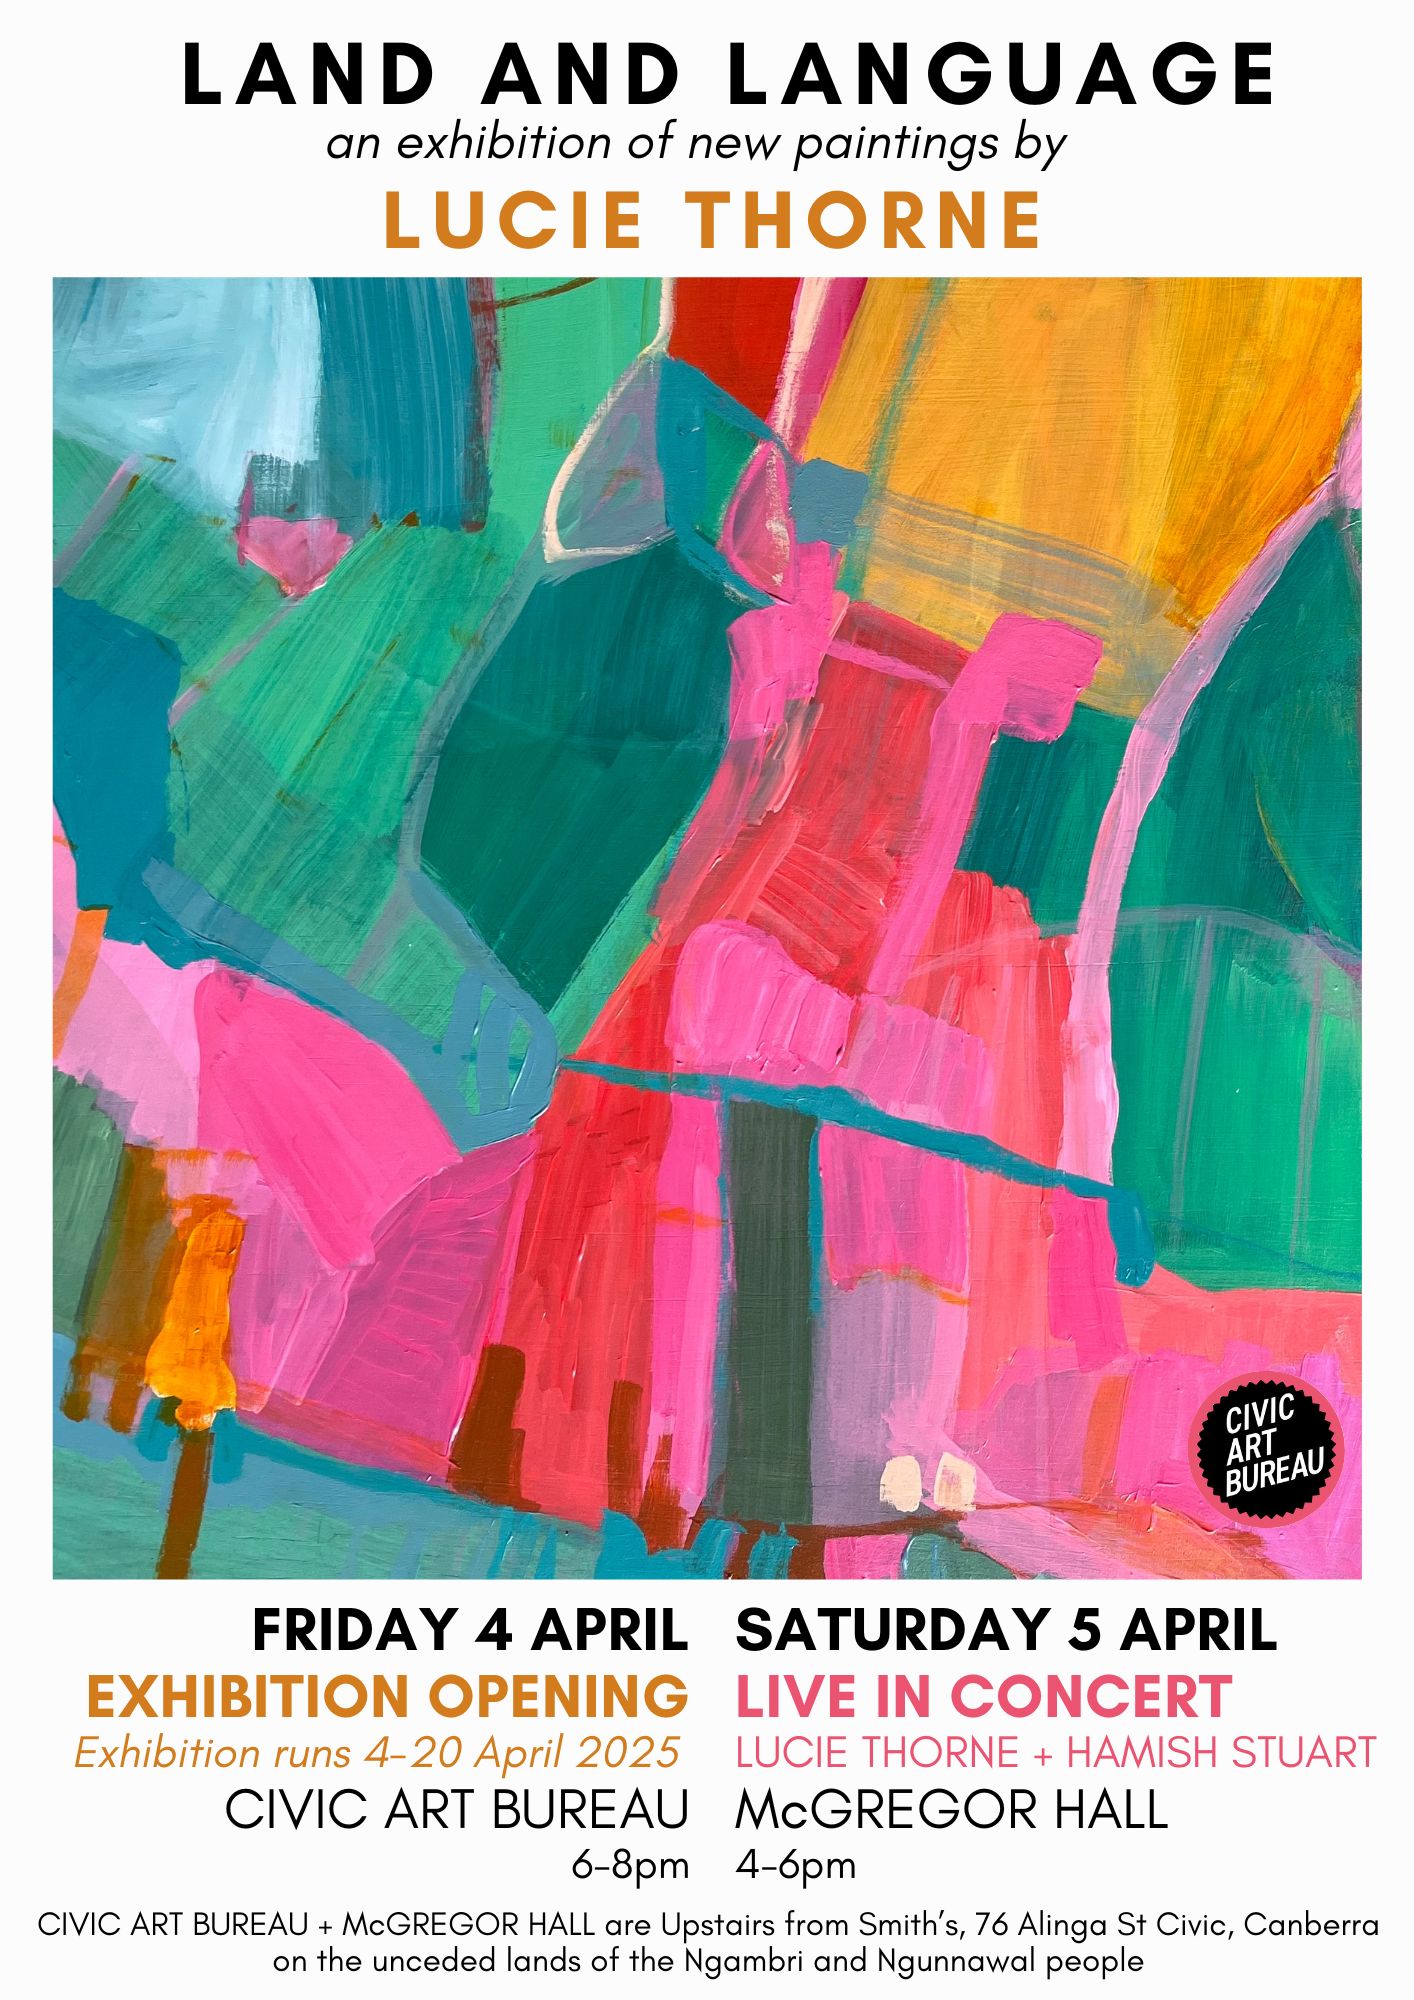 LAND AND LANGUAGE
an exhibition of new paintings by
LUCIE THORNE
CIVIC
ART
BUREAU
FRIDAY 4 APRIL
EXHIBITION OPENING
Exhibition runs 4-20 April 2025
CIVIC ART BUREAU
6-8pm
SATURDAY 5 APRIL
LIVE IN CONCERT
LUCIE THORNE + HAMISH STUART
McGREGOR HALL
4-6pm
CIVIC ART BUREAU + McGREGOR HALL are Upstairs from Smith's, 76 Alinga St Civic, Canberra
on the unceded lands of the Ngambri and Ngunnawal people